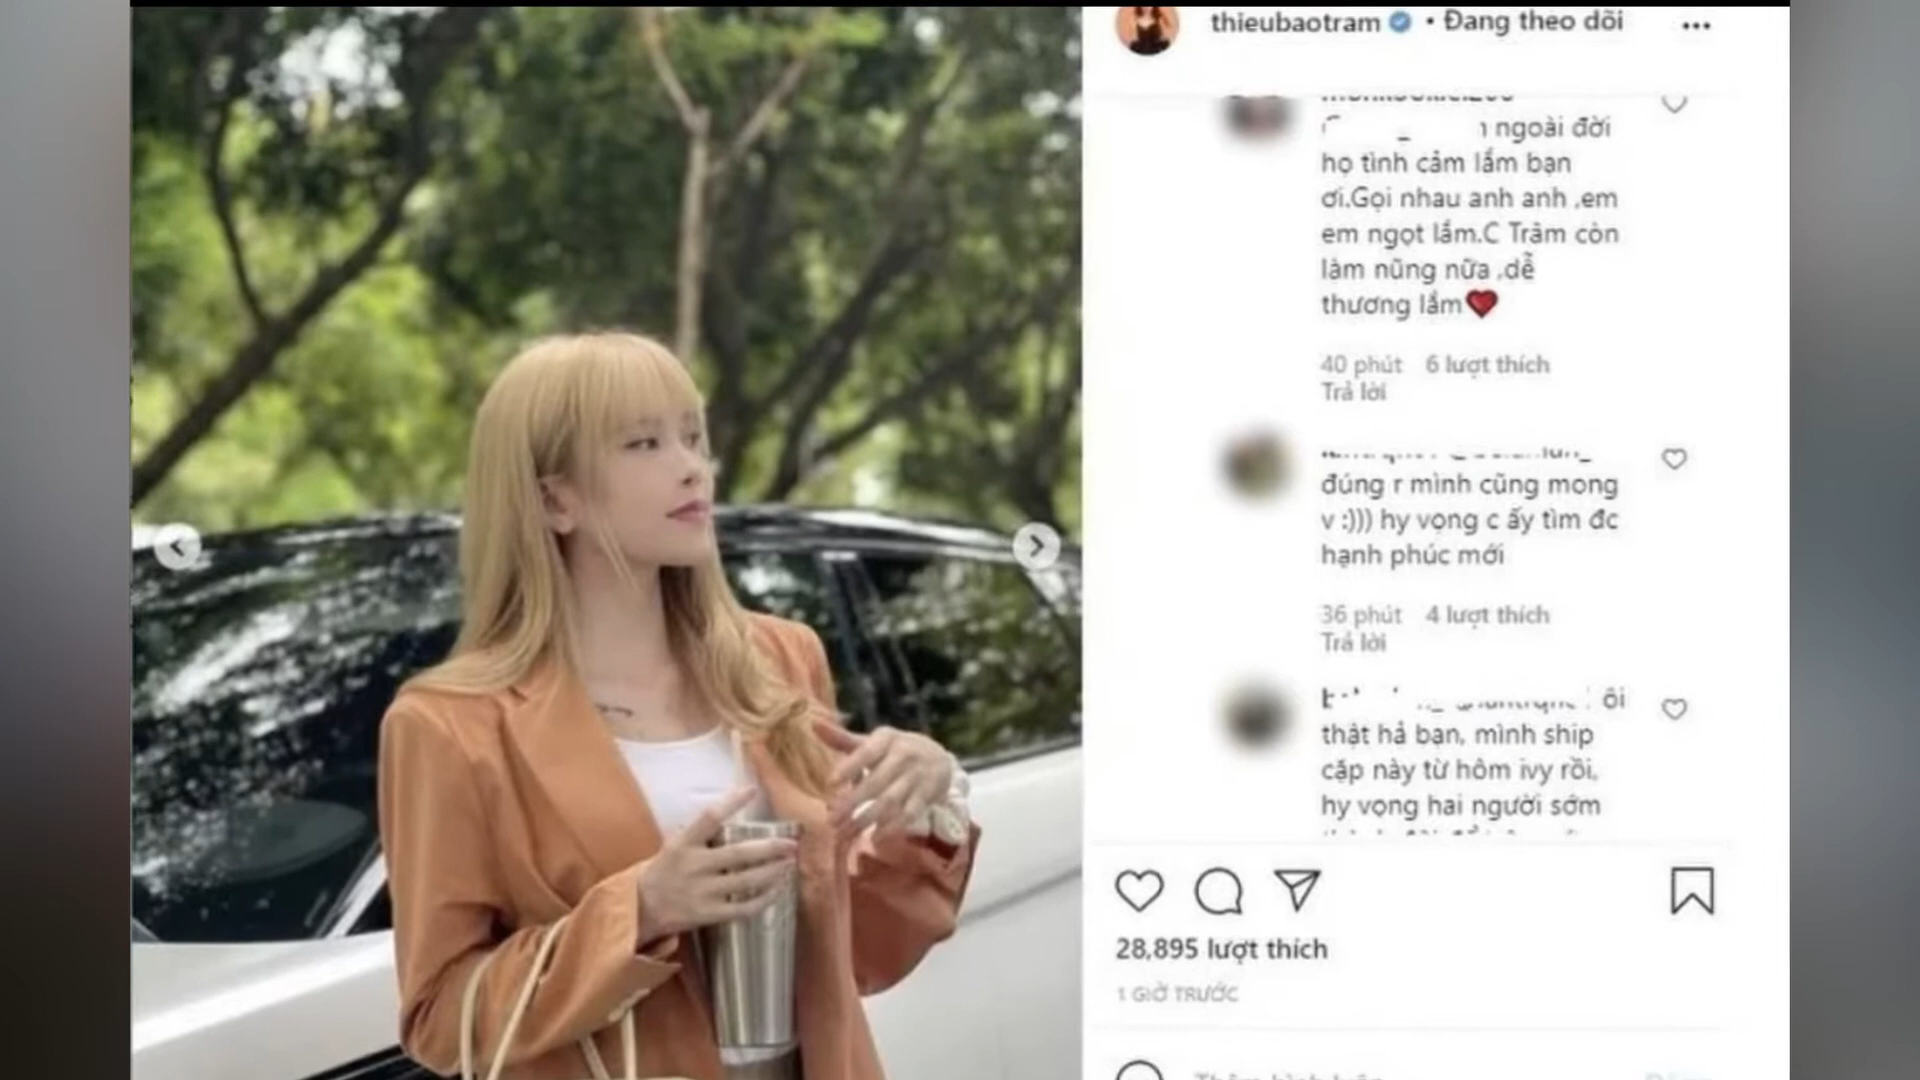 thieubaotram • Đang theo dõi
ngoài đời
họ tình cảm lắm bạn
ơi.Gọi nhau anh anh ,em
em ngọt lắm.C Trâm còn
làm nũng nữa ,dễ
thương lắm❤
40 phút 6 lượt thích
Trả lời
đúng r mình cũng mong
v :))) hy vọng c ấy tìm đc
hạnh phúc mới
36 phút 4 lượt thích
Trả lời
ôi
thật hả bạn, mình ship
cặp này từ hôm ivy rồi,
hy vọng hai người sớm
28,895 lượt thích
1 GIỜ TRƯỚC